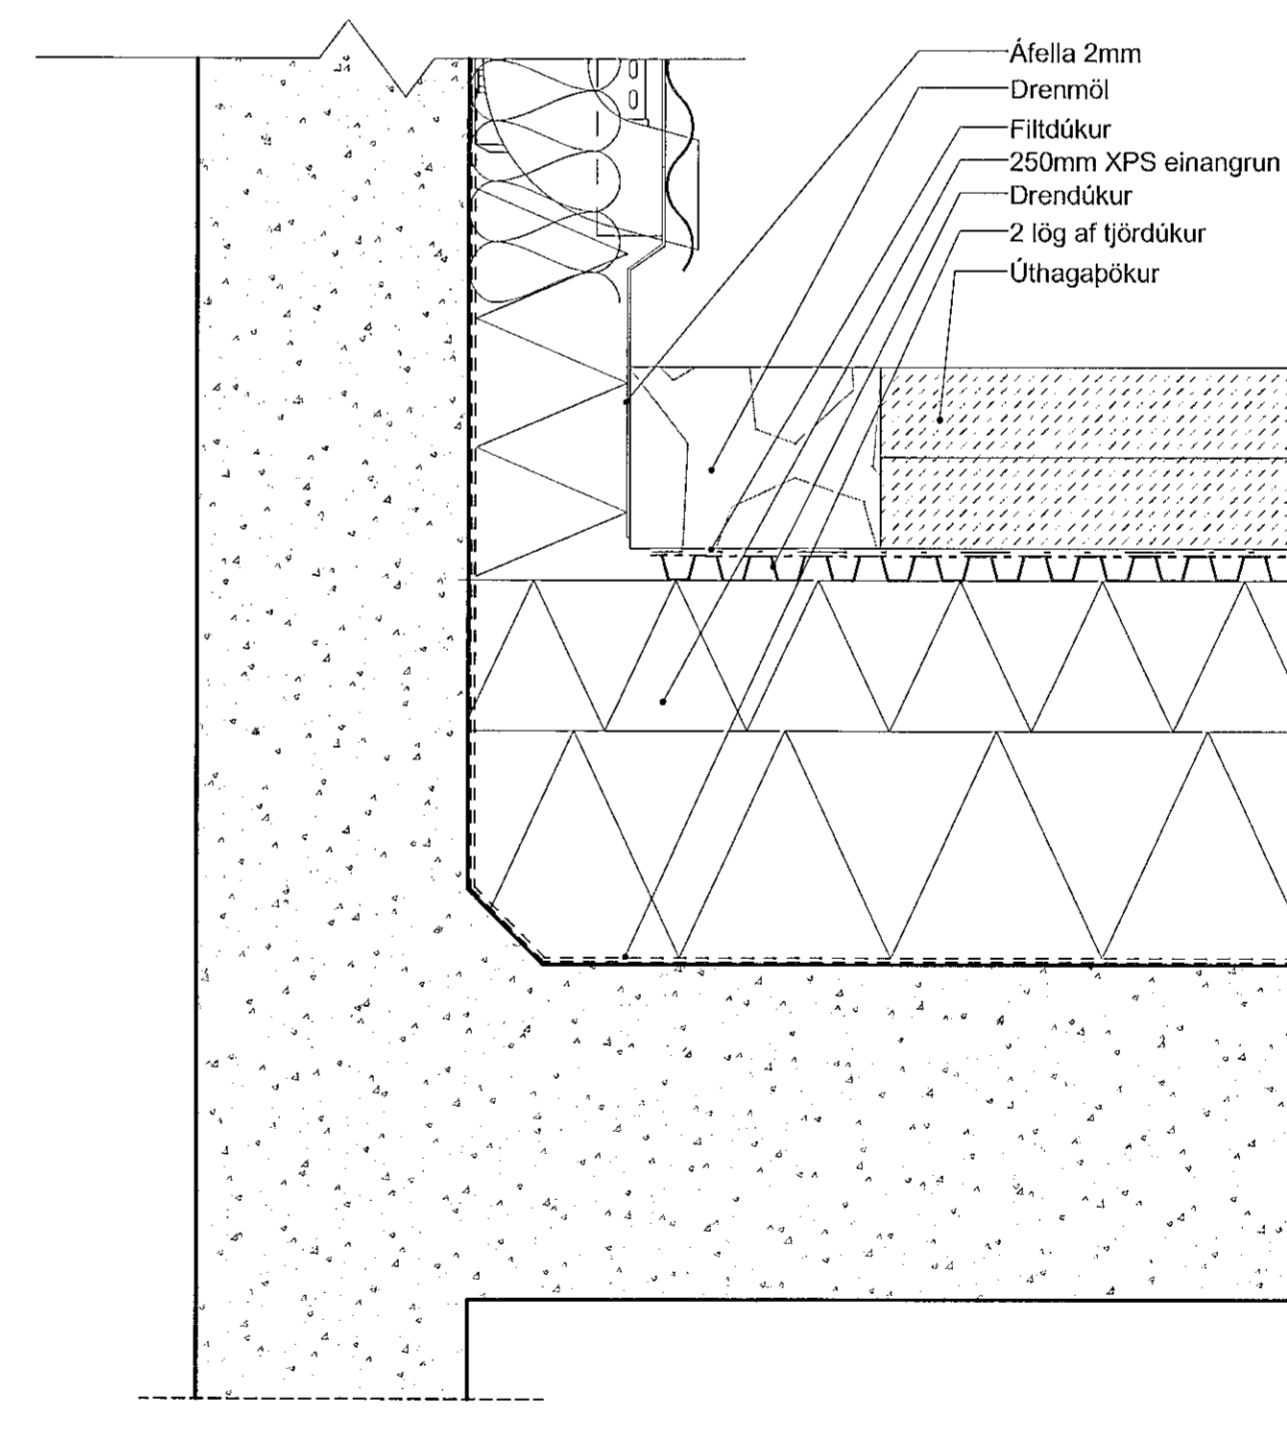 Áfella 2mm
Drenmöl
Filtdúkur
250mm XPS einangrun
Drendúkur
2 lög af tjördúkur
Úthagaþökur